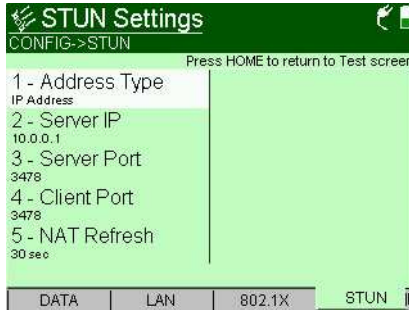 STUN Settings
CONFIG->STUN
Press HOME to return to Test screen
1 - Address Type
IP Address
2 - Server IP
10.0.0.1
3 - Server Port
3478
4 - Client Port
3478
5 - NAT Refresh
30 sec
DATA LAN 802.1X STUN